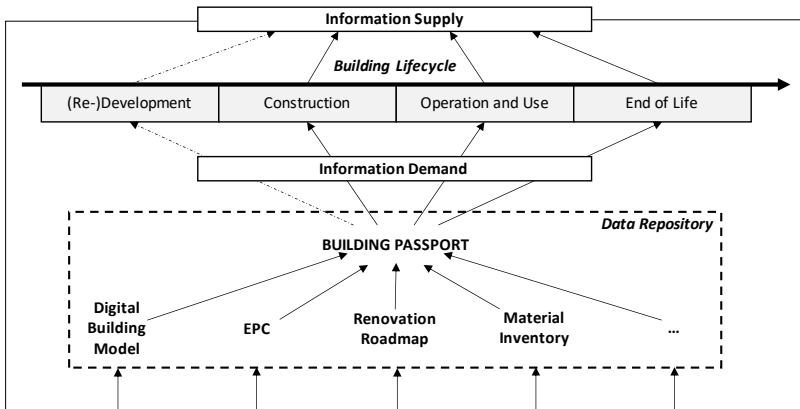 Information Supply
Building Lifecycle
(Re-)Development
Construction
Operation and Use
End of Life
Information Demand
Data Repository
BUILDING PASSPORT
Digital
Building
Model
EPC
Renovation
Roadmap
Material
Inventory
...